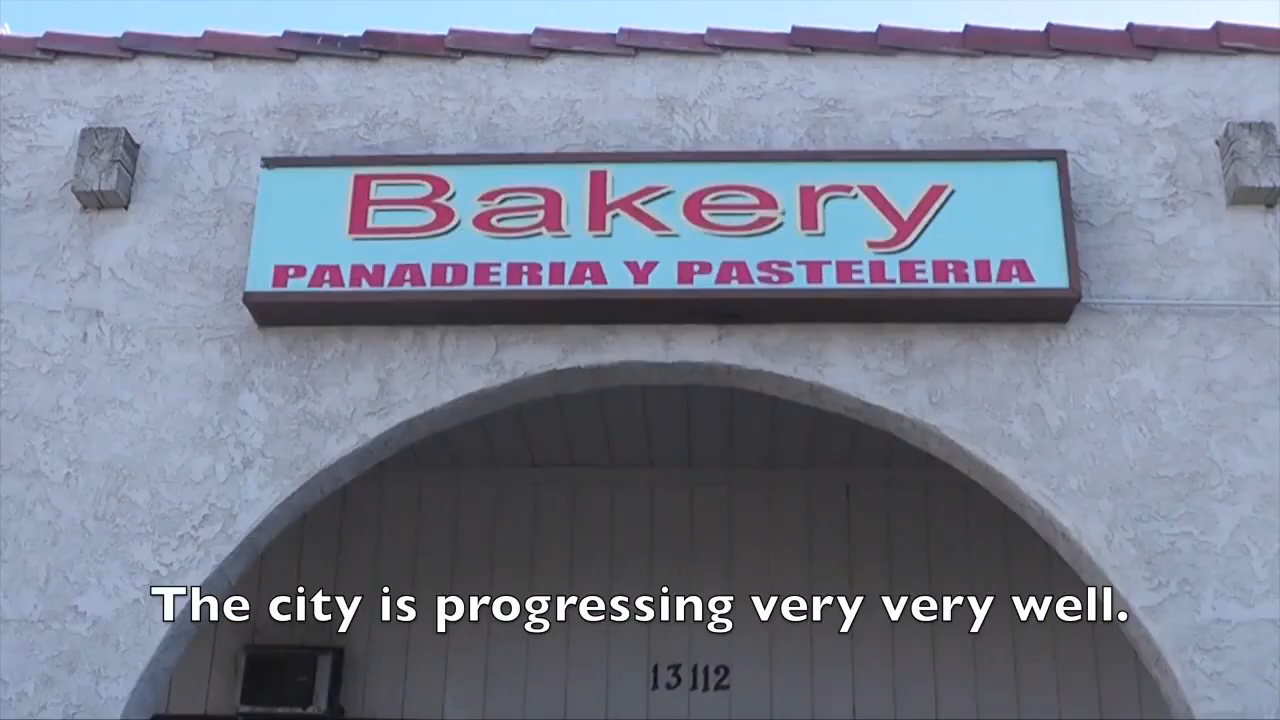 Bakery
PANADERIA Y PASTELERIA
The city is progressing very very well.
13112